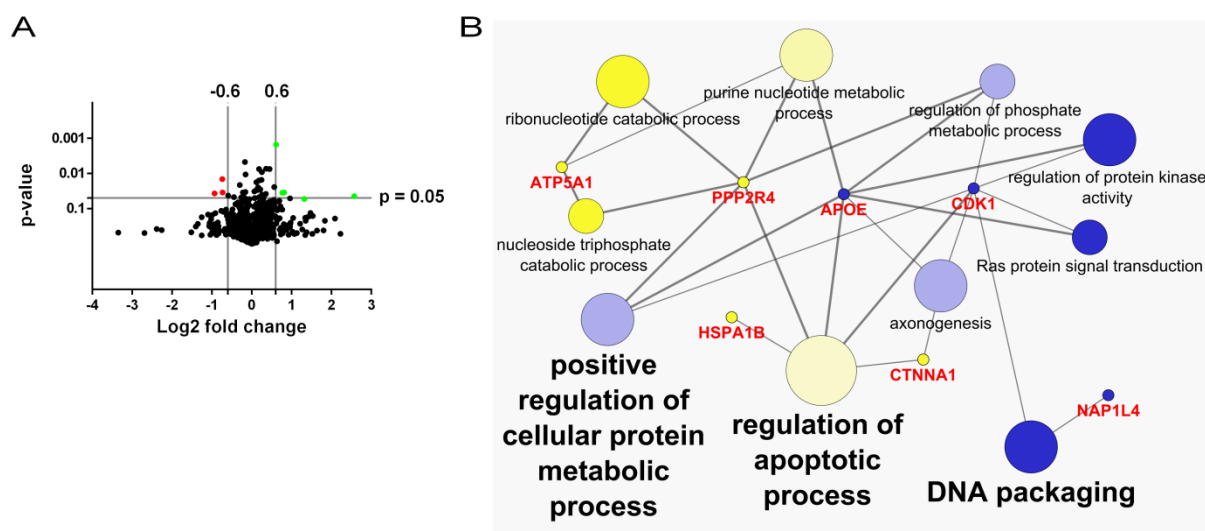 A
-0.6
0.6
0.001
0.01
0.1
p-value
p = 0.05
-4
-3
-2
-1
0
1
2
3
Log2 fold change
B
ribonucleotide catabolic process
purine nucleotide metabolic
process
regulation of phosphate
metabolic process
ATP5A1
PPP2R4
APOE
CDK1
regulation of protein kinase
activity
nucleoside triphosphate
catabolic process
Ras protein signal transduction
axonogenesis
HSPA1B
CTNNA1
NAP1L4
positive
regulation of
cellular protein
metabolic
process
regulation of
apoptotic
process
DNA packaging